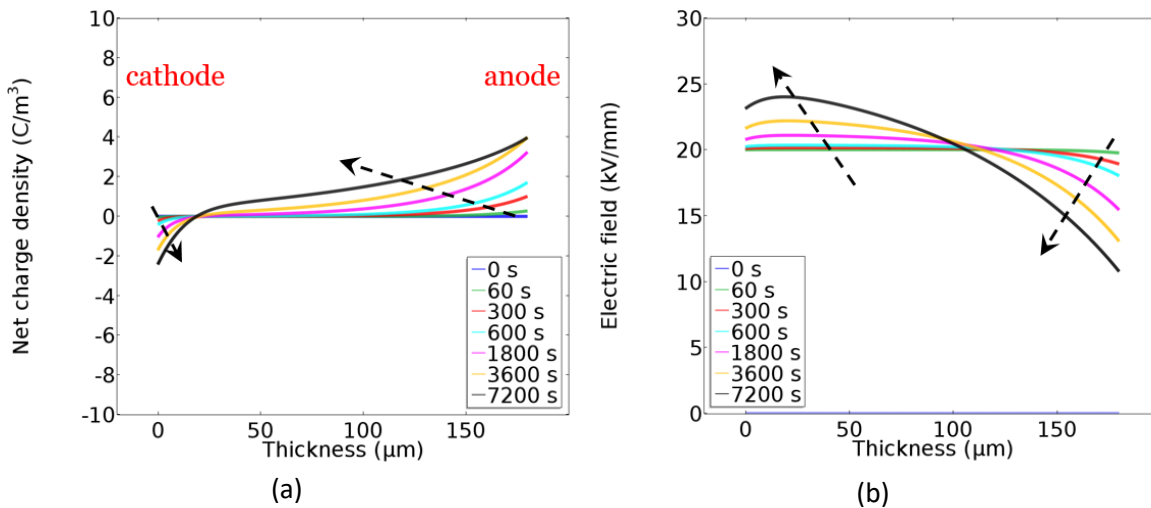 Net charge density (C/m³)
10
8
6
4
2
0
-2
-4
-6
-8
-10
cathode
anode
0 s
60 s
300 s
600 s
1800 s
3600 s
7200 s
0
50
100
150
Thickness (μm)
(a)
Electric field (kV/mm)
30
25
20
15
10
5
0
0 s
60 s
300 s
600 s
1800 s
3600 s
7200 s
0
50
100
150
Thickness (μm)
(b)